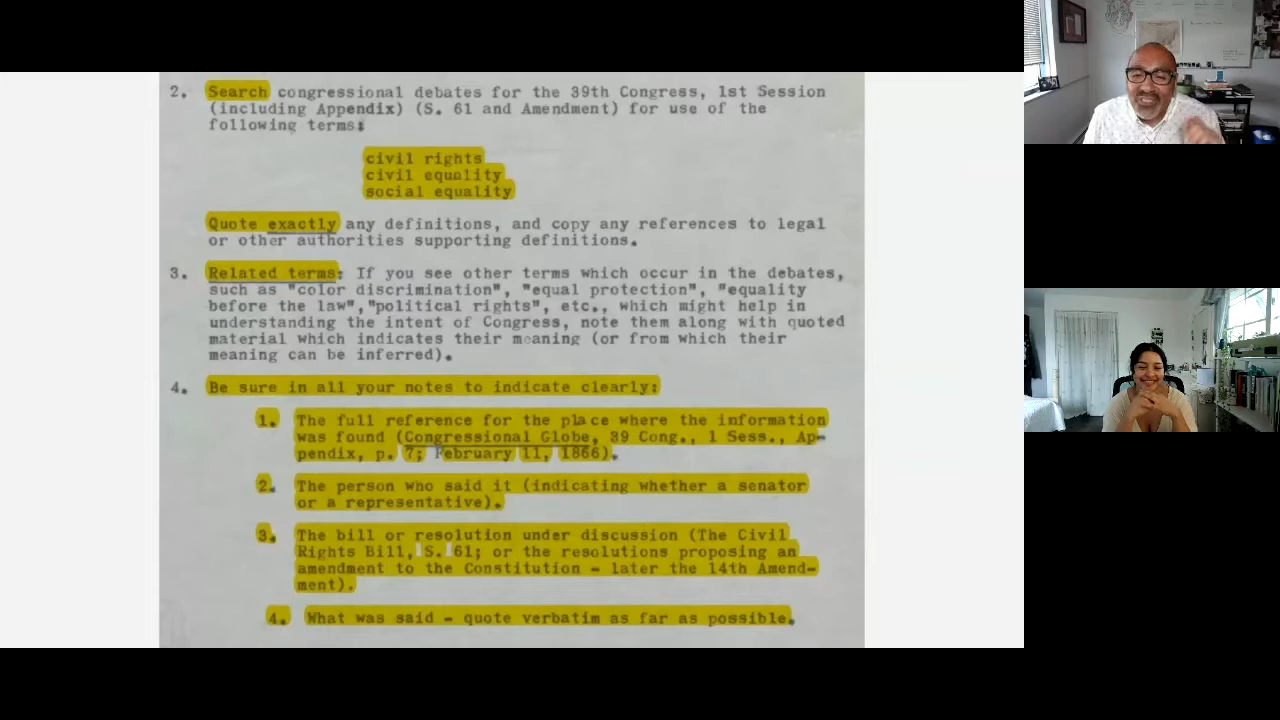 2. Search congressional debates for the 39th Congress, 1st Session
(including Appendix) (S. 61 and Amendment) for use of the
following terms:
civil rights
civil equality
social equality
Quote exactly any definitions, and copy any references to legal
or other authorities supporting definitions.
3. Related terms: If you see other terms which occur in the debates,
such as "color discrimination", "equal protection", "equality
before the law","political rights", etc., which might help in
understanding the intent of Congress, note them along with quoted
material which indicates their meaning (or from which their
meaning can be inferred).
4. Be sure in all your notes to indicate clearly:
1. The full reference for the place where the information
was found (Congressional Globe, 39 Cong., 1 Sess., Ap-
pendix, p. 7; February 11, 1866).
2. The person who said it (indicating whether a senator
or a representative).
3. The bill or resolution under discussion (The Civil
Rights Bill, S. 61; or the resolutions proposing an
amendment to the Constitution - later the 14th Amend-
ment).
4. What was said - quote verbatim as far as possible.